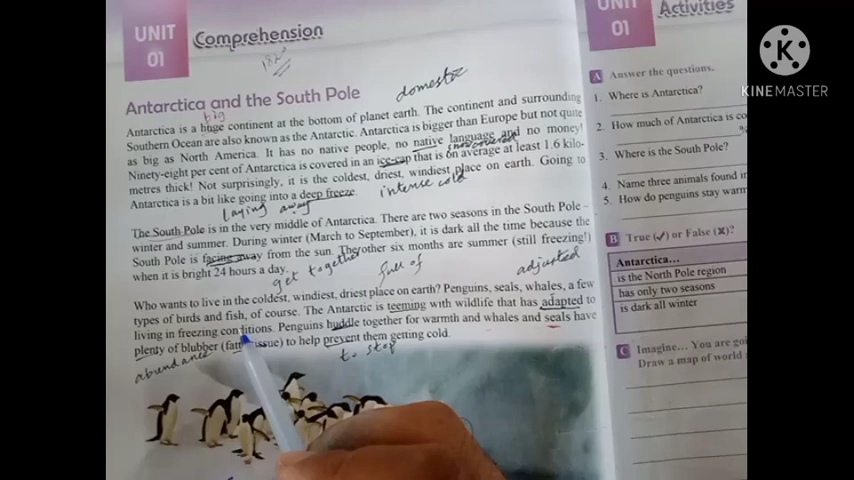 UNIT
01
Comprehension
Antarctica and the South Pole
domestic
big
Antarctica is a huge continent at the bottom of planet earth. The continent and surrounding
Southern Ocean are also known as the Antarctic. Antarctica is bigger than Europe but not quite
as big as North America. It has no native people, no native language and no money!
snow covered
Ninety-eight per cent of Antarctica is covered in an ice-cap that is on average at least 1.6 kilo-
metres thick! Not surprisingly, it is the coldest, driest, windiest place on earth. Going to
Antarctica is a bit like going into a deep freeze.
intense cold
laying away
The South Pole is in the very middle of Antarctica. There are two seasons in the South Pole -
winter and summer. During winter (March to September), it is dark all the time because the
South Pole is facing away from the sun. The other six months are summer (still freezing!)
when it is bright 24 hours a day.
get together
full of
adjusted
Who wants to live in the coldest, windiest, driest place on earth? Penguins, seals, whales, a few
types of birds and fish, of course. The Antarctic is teeming with wildlife that has adapted to
living in freezing conditions. Penguins huddle together for warmth and whales and seals have
plenty of blubber (fatty tissue) to help prevent them getting cold.
abundance
to stop
UNIT
01
Activities
A Answer the questions.
1. Where is Antarctica?
2. How much of Antarctica is co
%
3. Where is the South Pole?
4. Name three animals found i
5. How do penguins stay warm
B True (✓) or False (✗)?
Antarctica…
is the North Pole region
has only two seasons
is dark all winter
C Imagine... You are goi
Draw a map of world
KINEMASTER